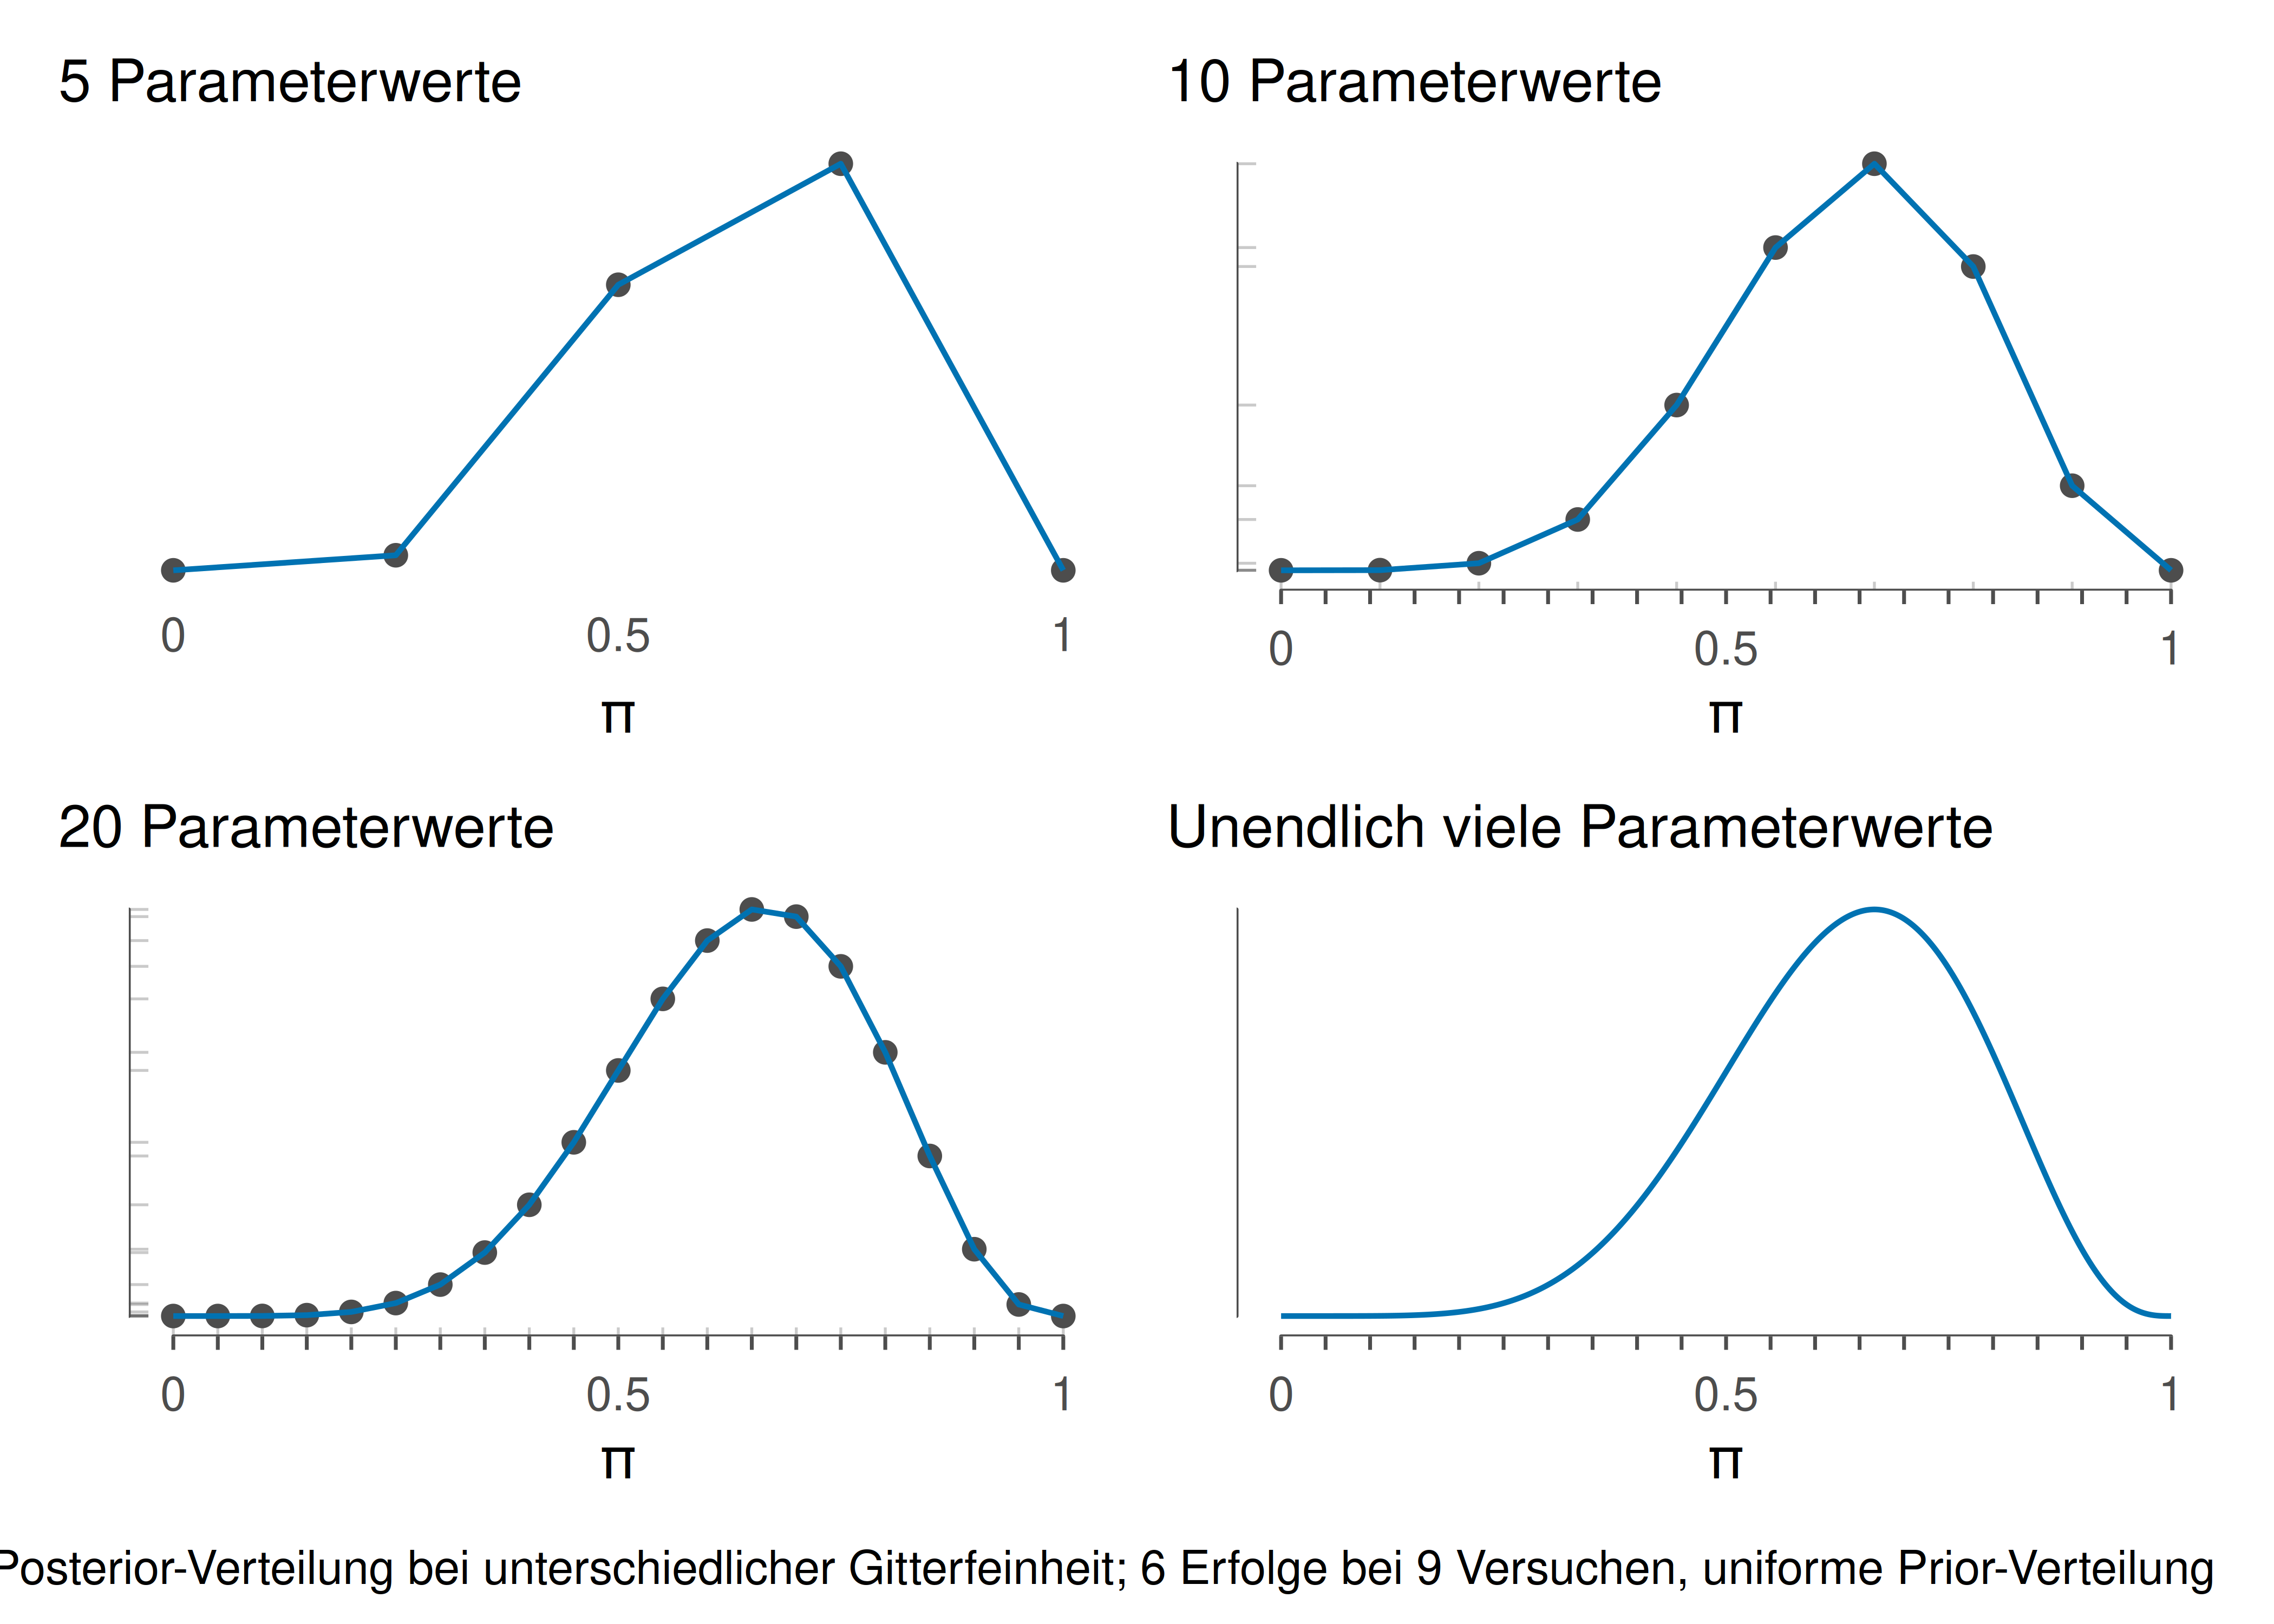 5 Parameterwerte
10 Parameterwerte
0 0.5 1
π
0 0.5 1
π
20 Parameterwerte
Unendlich viele Parameterwerte
0 0.5 1
π
0 0.5 1
π
Posterior-Verteilung bei unterschiedlicher Gitterfeinheit; 6 Erfolge bei 9 Versuchen, uniforme Prior-Verteilung